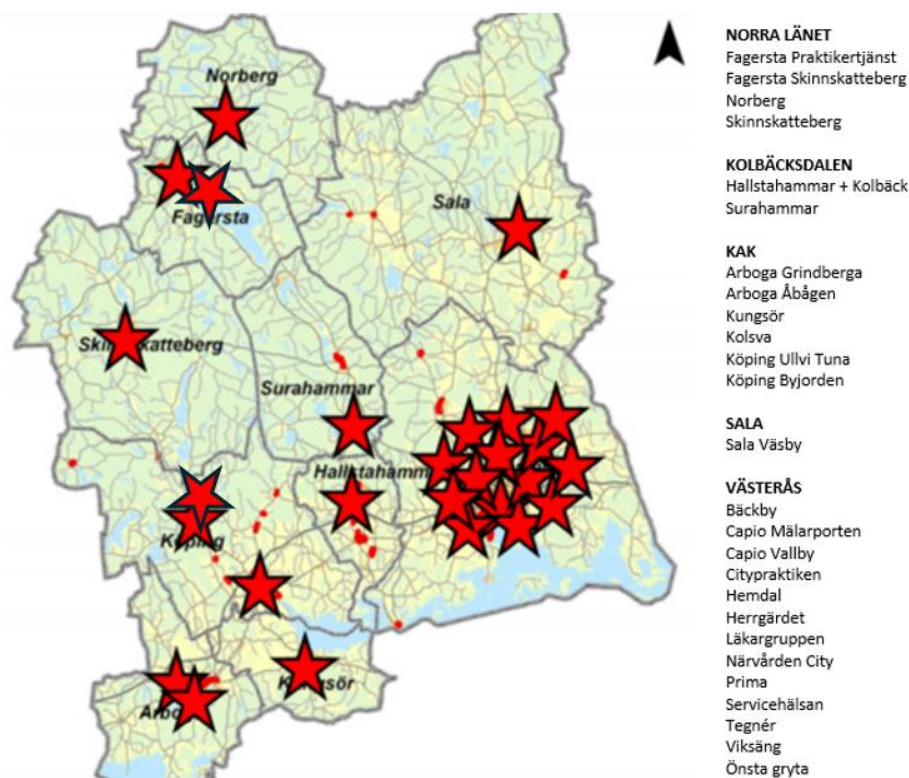 Norberg
Fagersta
Sala
Surahammar
NORRA LÄNET
Fagersta Praktikertjänst
Fagersta Skinnskatteberg
Norberg
Skinnskatteberg
KOLBÄCKSDALEN
Hallstahammar + Kolbäck
Surahammar
KAK
Arboga Grindberga
Arboga Åbågen
Kungsör
Kolsva
Köping Ullvi Tuna
Köping Byjorden
SALA
Sala Väsby
VÄSTERÅS
Bäckby
Capio Mälarporten
Capio Vallby
Citypraktiken
Hemdal
Herrgärdet
Läkargruppen
Närvården City
Prima
Servicehälsan
Tegnér
Viksäng
Önsta gryta